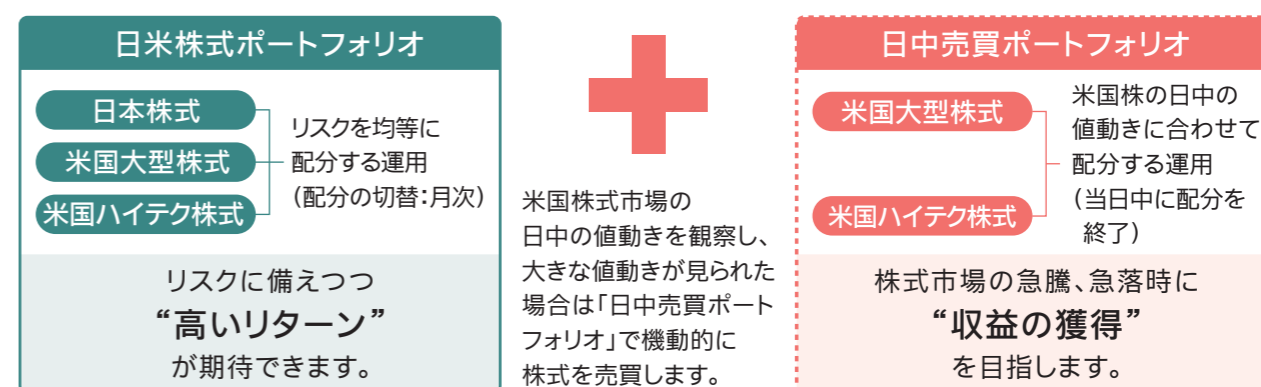 日米株式ポートフォリオ
日本株式
米国大型株式
米国ハイテク株式
リスクを均等に
配分する運用
(配分の切替:月次)
リスクに備えつつ
“高いリターン”
が期待できます。
米国株式市場の
日中の値動きを観察し、
大きな値動きが見られた
場合は「日中売買ポート
フォリオ」で機動的に
株式を売買します。
日中売買ポートフォリオ
米国大型株式
米国ハイテク株式
米国株の日中の
値動きに合わせて
配分する運用
(当日中に配分を
終了)
株式市場の急騰、急落時に
“収益の獲得”
を目指します。